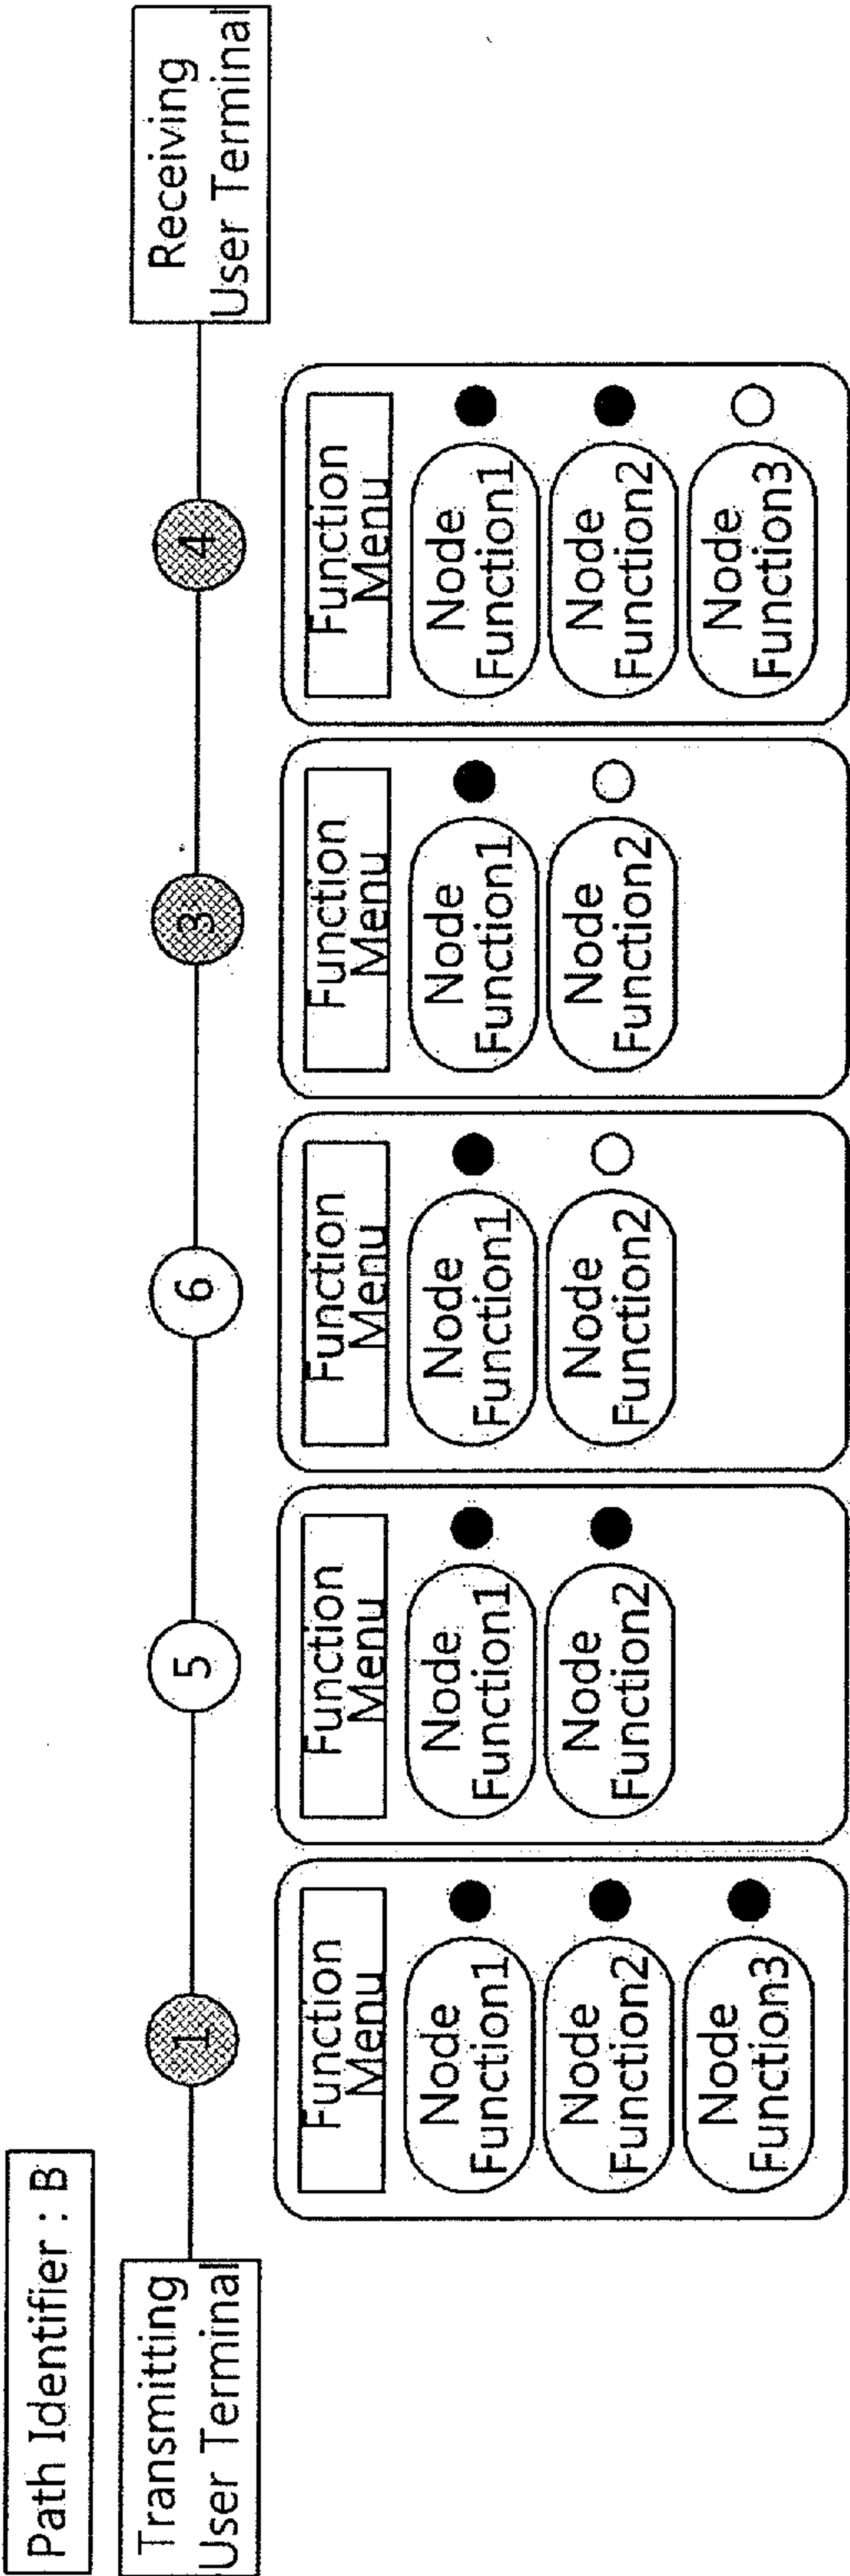 Path Identifier : B
Transmitting
User Terminal
1
5
6
3
4
Receiving
User Terminal
Function
Menu
Node
Function1
Node
Function2
Node
Function3
Function
Menu
Node
Function1
Node
Function2
Function
Menu
Node
Function1
Node
Function2
Function
Menu
Node
Function1
Node
Function2
Function
Menu
Node
Function1
Node
Function2
Node
Function3